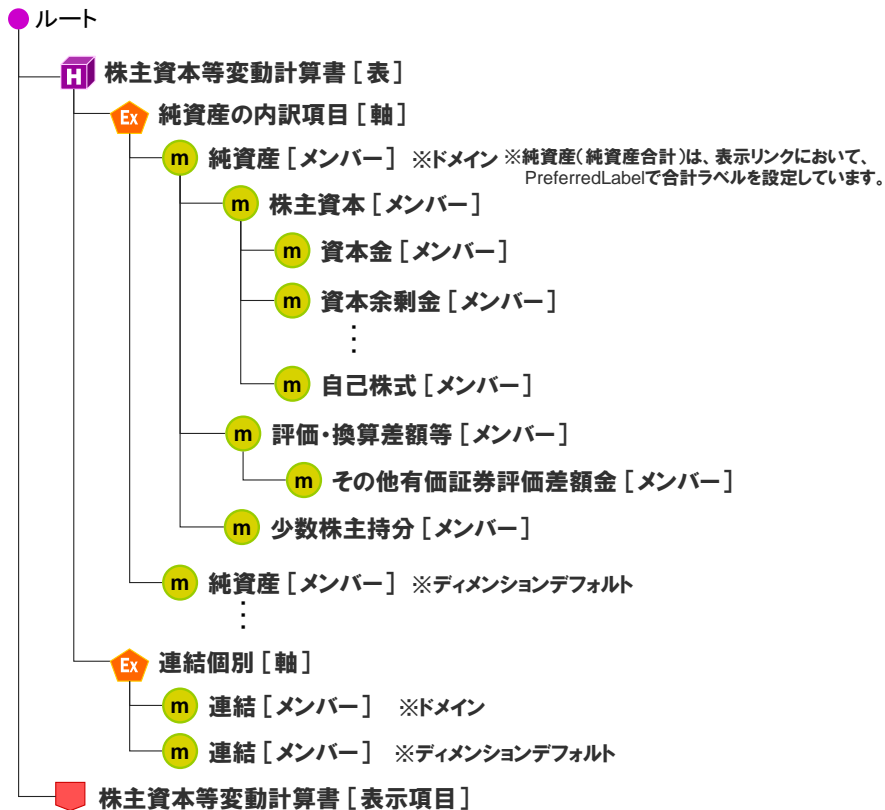 ルート
H 株主資本等変動計算書［表］
Ex 純資産の内訳項目［軸］
m 純資産［メンバー］ ※ドメイン ※純資産（純資産合計）は、表示リンクにおいて、
PreferredLabelで合計ラベルを設定しています。
m 株主資本［メンバー］
m 資本金［メンバー］
m 資本余剰金［メンバー］
⋮
m 自己株式［メンバー］
m 評価・換算差額等［メンバー］
m その他有価証券評価差額金［メンバー］
m 少数株主持分［メンバー］
m 純資産［メンバー］ ※ディメンションデフォルト
⋮
Ex 連結個別［軸］
m 連結［メンバー］ ※ドメイン
m 連結［メンバー］ ※ディメンションデフォルト
株主資本等変動計算書［表示項目］